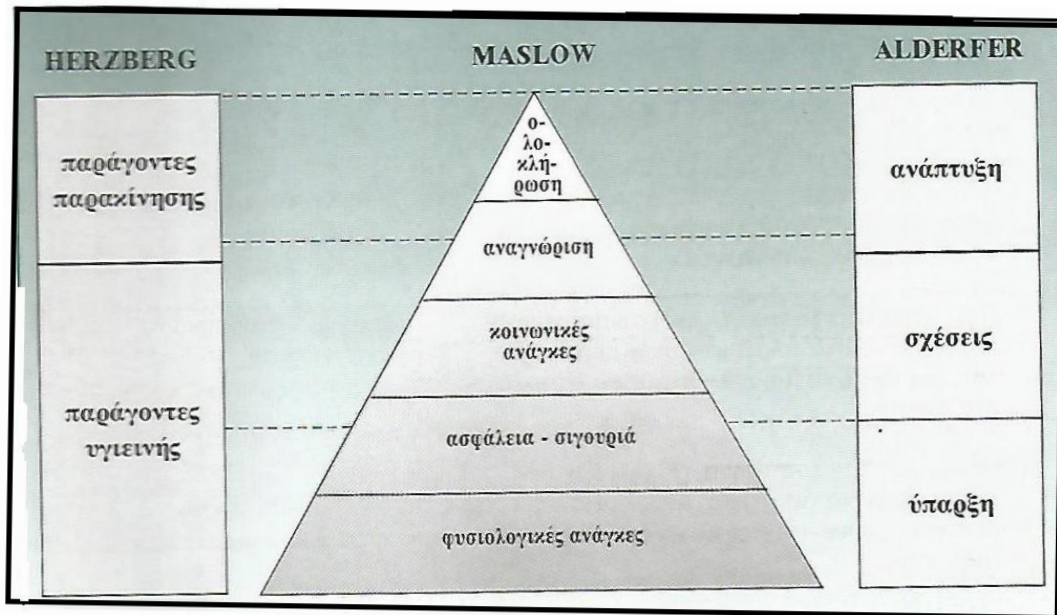 HERZBERG
παράγοντες
παρακίνησης
παράγοντες
υγιεινής
MASLOW
ο-
λο-
κλή-
ρωση
αναγνώριση
κοινωνικές
ανάγκες
ασφάλεια - σιγουριά
φυσιολογικές ανάγκες
ALDERFER
ανάπτυξη
σχέσεις
ύπαρξη